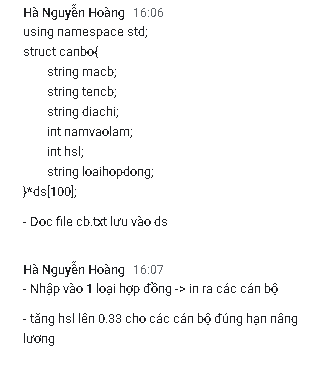 Hà Nguyễn Hoàng 16:06
using namespace std;
struct canbo{
string macb;
string tencb;
string diachi;
int namvaolam;
int hsl;
string loaihopdong;
}*ds[100];
- Doc file cb.txt lưu vào ds
Hà Nguyễn Hoàng 16:07
- Nhập vào 1 loại hợp đồng -> in ra các cán bộ
- tăng hsl lên 0.33 cho các cán bộ đúng hạn nâng
lương